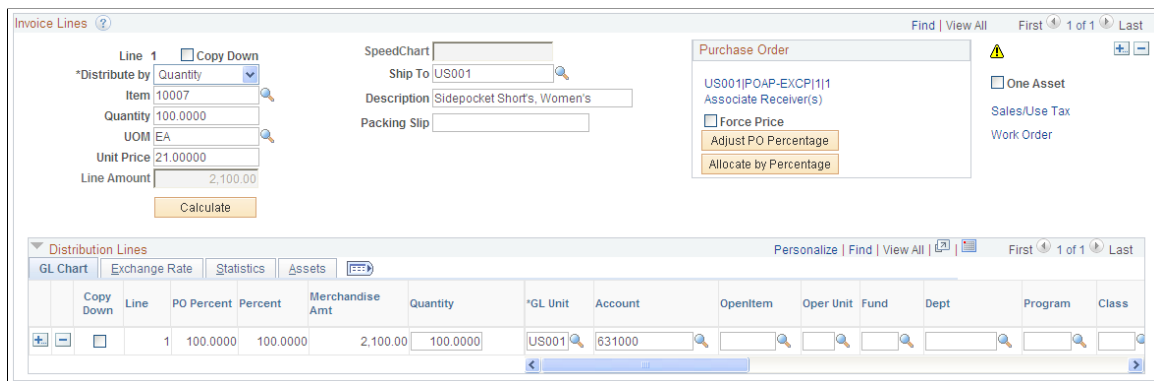 Invoice Lines ? Find | View All First 1 of 1 Last
Line 1 Copy Down
*Distribute by Quantity
Item 10007
Quantity 100.0000
UOM EA
Unit Price 21.00000
Line Amount 2,100.00
Calculate
SpeedChart
Ship To US001
Description Sidepocket Short's, Women's
Packing Slip
Purchase Order
US001|POAP-EXCP|1|1
Associate Receiver(s)
Force Price
Adjust PO Percentage
Allocate by Percentage
One Asset
Sales/Use Tax
Work Order
Distribution Lines Personalize | Find | View All | First 1 of 1 Last
GL Chart Exchange Rate Statistics Assets
Copy Down Line PO Percent Percent Merchandise Amt Quantity *GL Unit Account OpenItem Oper Unit Fund Dept Program Class
1 100.0000 100.0000 2,100.00 100.0000 US001 631000